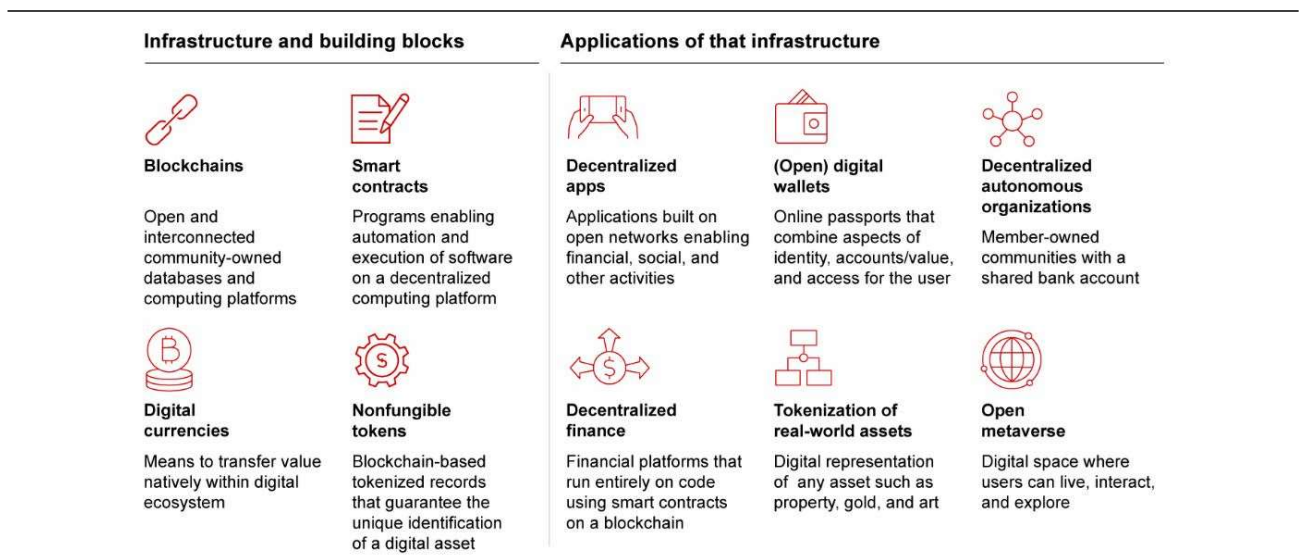 Infrastructure and building blocks
Applications of that infrastructure
Blockchains
Open and
interconnected
community-owned
databases and
computing platforms
Smart
contracts
Programs enabling
automation and
execution of software
on a decentralized
computing platform
Decentralized
apps
Applications built on
open networks enabling
financial, social, and
other activities
(Open) digital
wallets
Online passports that
combine aspects of
identity, accounts/value,
and access for the user
Decentralized
autonomous
organizations
Member-owned
communities with a
shared bank account
B
Digital
currencies
Means to transfer value
natively within digital
ecosystem
S
Nonfungible
tokens
Blockchain-based
tokenized records
that guarantee the
unique identification
of a digital asset
$
Decentralized
finance
Financial platforms that
run entirely on code
using smart contracts
on a blockchain
Tokenization of
real-world assets
Digital representation
of any asset such as
property, gold, and art
Open
metaverse
Digital space where
users can live, interact,
and explore